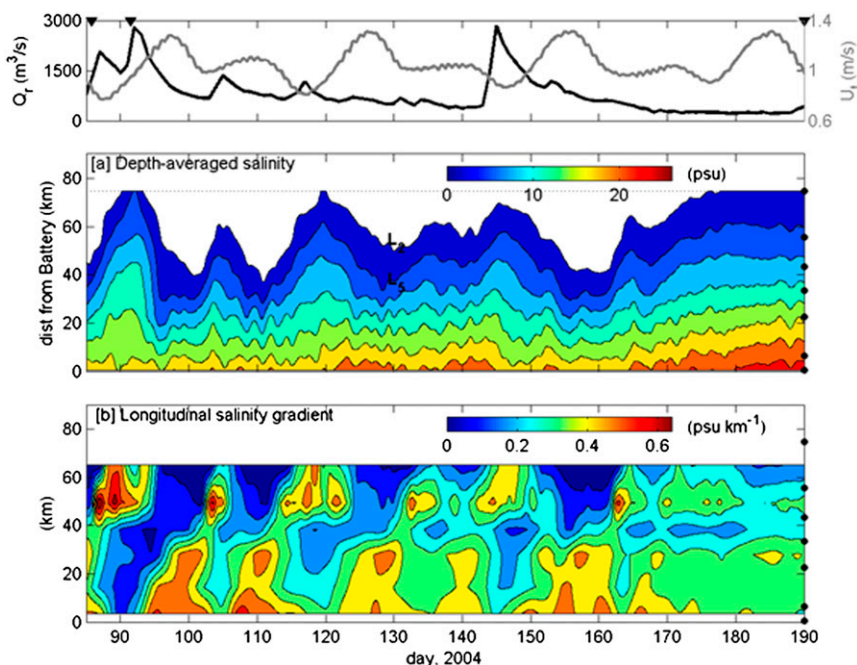 3000
1500
0
Q_r (m^3/s)
1.4
1
0.6
U_t (m/s)
[a] Depth-averaged salinity
(psu)
0 10 20
80
60
40
20
0
dist from Battery (km)
L_2
L_5
[b] Longitudinal salinity gradient
(psu km^-1)
0 0.2 0.4 0.6
80
60
40
20
0
(km)
90 100 110 120 130 140 150 160 170 180 190
day, 2004